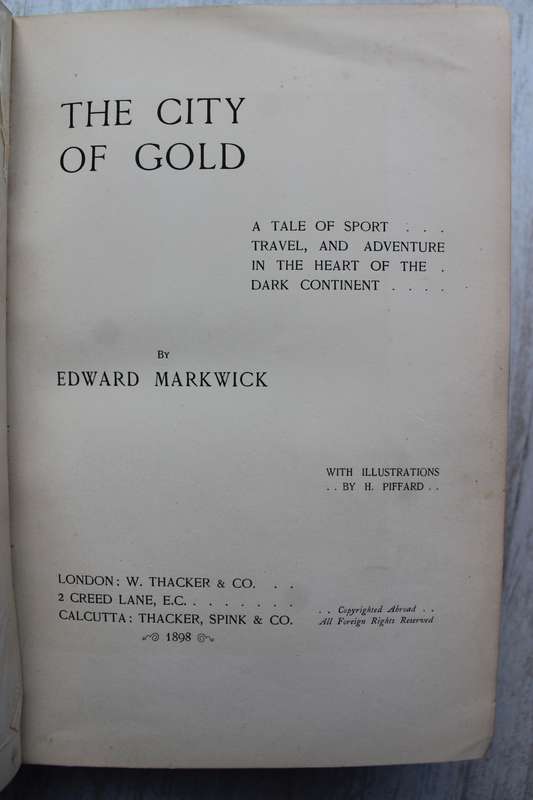 THE CITY
OF GOLD
A TALE OF SPORT . . .
TRAVEL, AND ADVENTURE
IN THE HEART OF THE .
DARK CONTINENT . . . .
BY
EDWARD MARKWICK
WITH ILLUSTRATIONS
. . BY H. PIFFARD . .
LONDON: W. THACKER & CO. . .
2 CREED LANE, E.C. . . . . . . .
CALCUTTA: THACKER, SPINK & CO.
1898
. . Copyrighted Abroad . .
All Foreign Rights Reserved